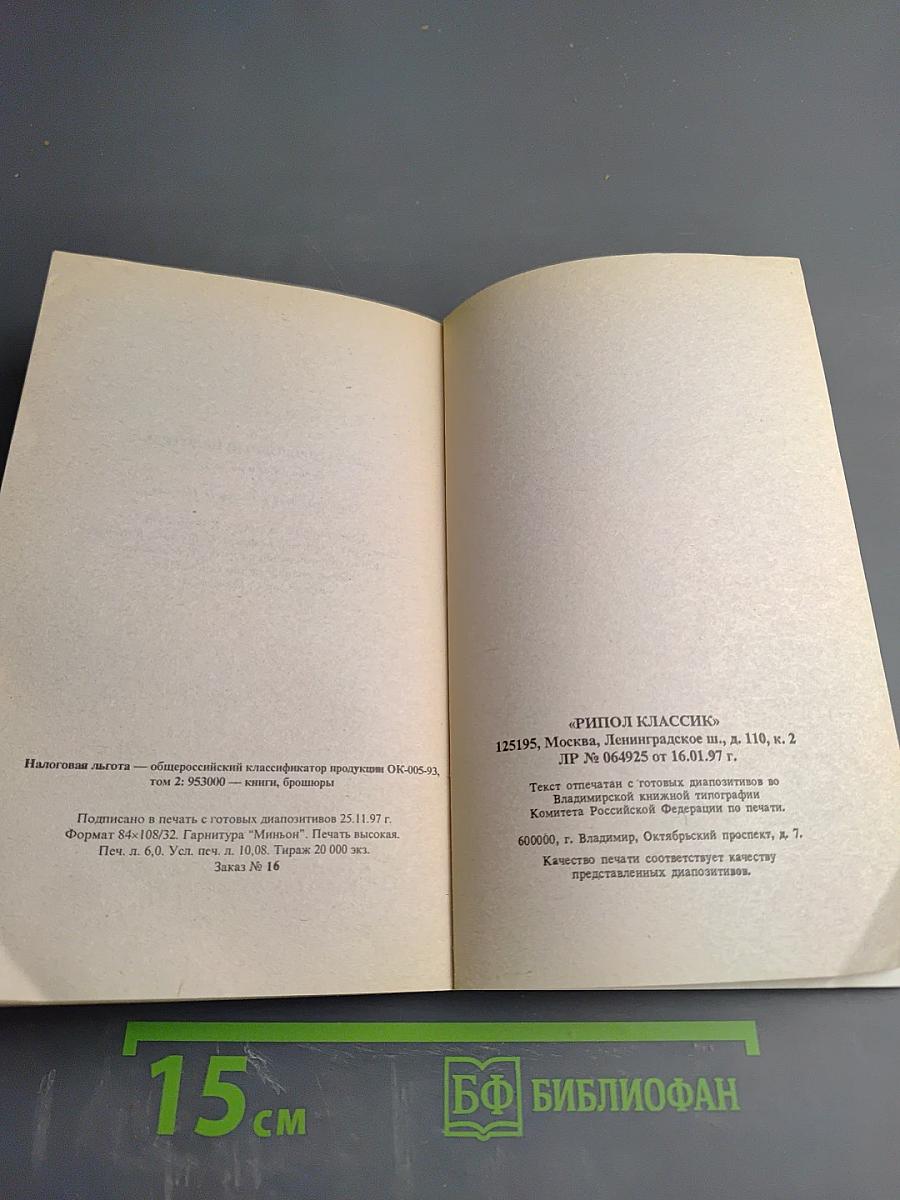 Налоговая льгота — общероссийский классификатор продукции ОК-005-93,
том 2: 953000 — книги, брошюры
Подписано в печать с готовых диапозитивов 25.11.97 г.
Формат 84×108/32. Гарнитура "Миньон". Печать высокая.
Печ. л. 6,0. Усл. печ. л. 10,08. Тираж 20 000 экз.
Заказ № 16
«РИПОЛ КЛАССИК»
125195, Москва, Ленинградское ш., д. 110, к. 2
ЛР № 064925 от 16.01.97 г.
Текст отпечатан с готовых диапозитивов во
Владимирской книжной типографии
Комитета Российской Федерации по печати.
600000, г. Владимир, Октябрьский проспект, д. 7.
Качество печати соответствует качеству
представленных диапозитивов.
15 см
БФ БИБЛИОФАН